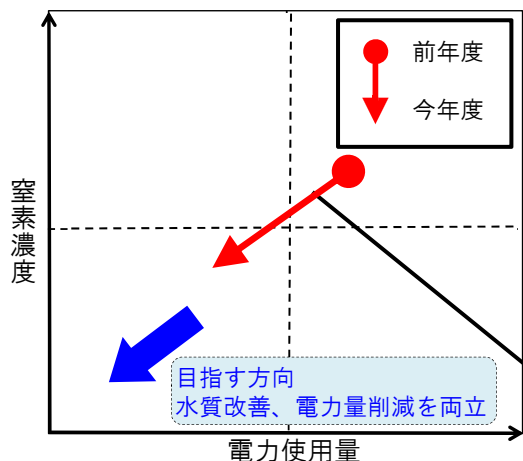 前年度
今年度
窒素濃度
目指す方向
水質改善、電力量削減を両立
電力使用量